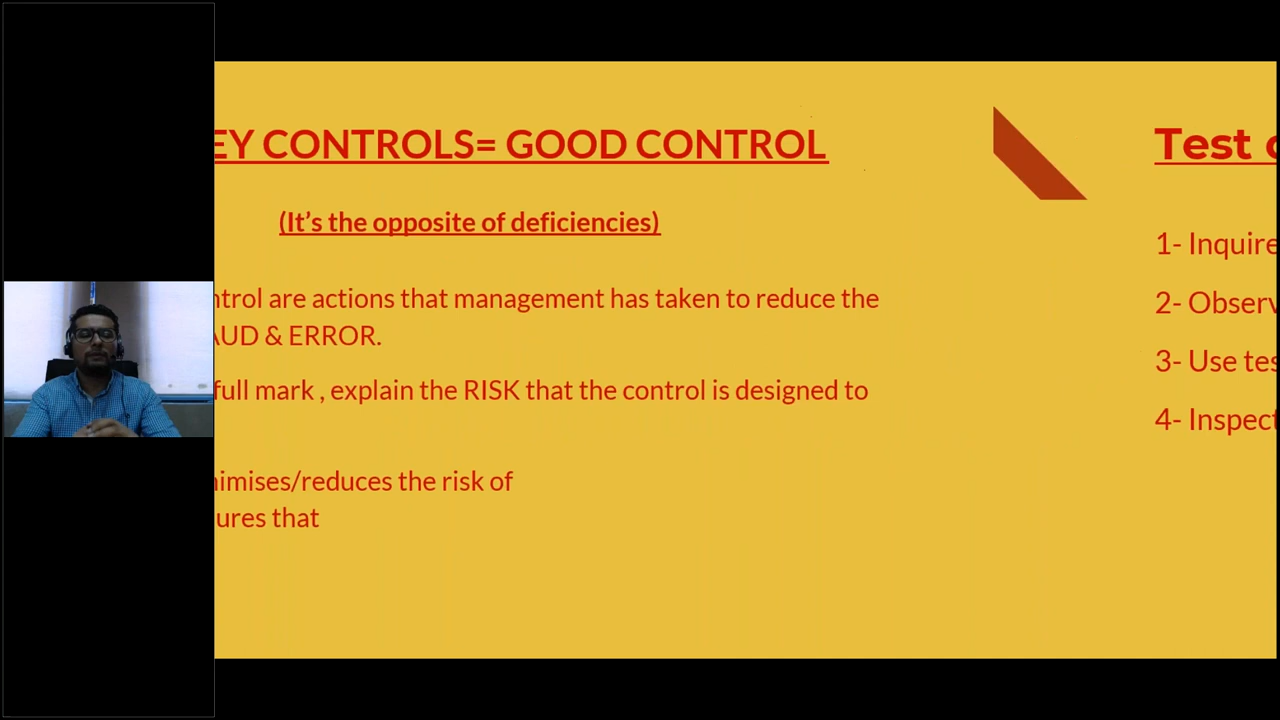 EY CONTROLS= GOOD CONTROL
(It's the opposite of deficiencies)
ntrol are actions that management has taken to reduce the
AUD & ERROR.
full mark , explain the RISK that the control is designed to
nimises/reduces the risk of
ures that
Test
1- Inquire
2- Observ
3- Use tes
4- Inspect